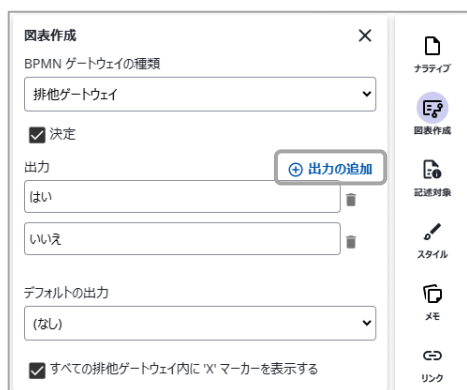 図表作成
BPMN ゲートウェイの種類
排他ゲートウェイ
決定
出力
出力の追加
はい
いいえ
デフォルトの出力
(なし)
すべての排他ゲートウェイ内に 'X' マーカーを表示する
ナラティブ
図表作成
記述対象
スタイル
メモ
リンク